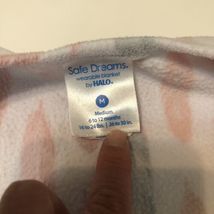 Safe Dreams.
wearable blanket
by HALO.
M
Medium
6 to 12 months
16 to 24 lbs. | 26 to 30 in.